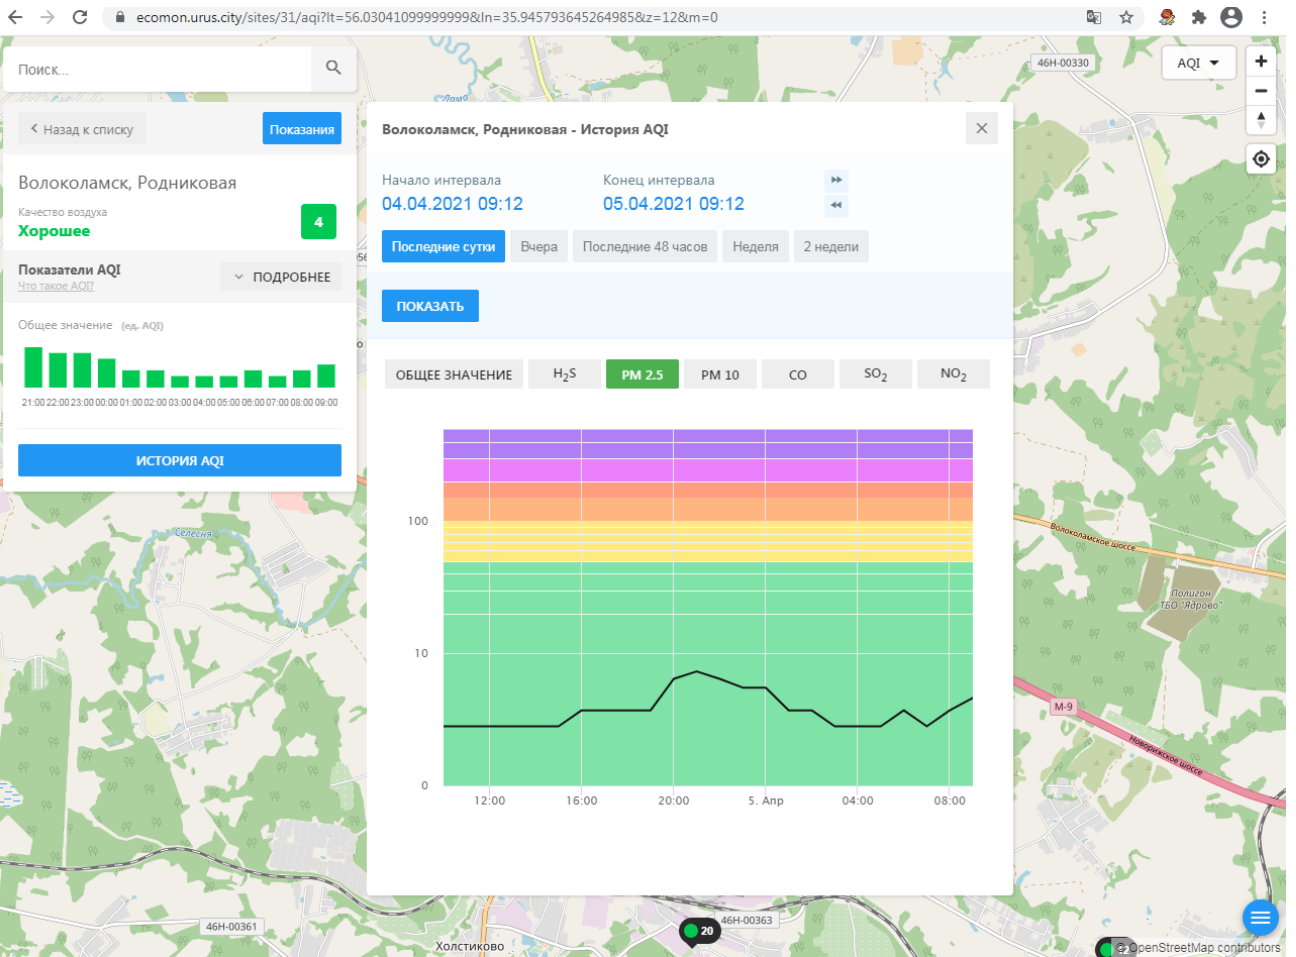 ecomon.urus.city/sites/31/aqi?lt=56.03041099999999&ln=35.945793645264985&z=12&m=0
Поиск...
Назад к списку
Показания
Волоколамск, Родниковая
Качество воздуха
Хорошее
4
Показатели AQI
Что такое AQI?
ПОДРОБНЕЕ
Общее значение (ед. AQI)
21:00 22:00 23:00 00:00 01:00 02:00 03:00 04:00 05:00 06:00 07:00 08:00 09:00
ИСТОРИЯ AQI
Волоколамск, Родниковая - История AQI
Начало интервала
04.04.2021 09:12
Конец интервала
05.04.2021 09:12
Последние сутки
Вчера
Последние 48 часов
Неделя
2 недели
ПОКАЗАТЬ
ОБЩЕЕ ЗНАЧЕНИЕ
H2S
PM 2.5
PM 10
CO
SO2
NO2
100
10
0
12:00
16:00
20:00
5. Апр
04:00
08:00
AQI
46Н-00330
Лама
Селесня
Волоколамское шоссе
Полигон
ТБО "Ядрово"
М-9
Новорижское шоссе
46Н-00361
46Н-00363
Холстиково
20
© OpenStreetMap contributors